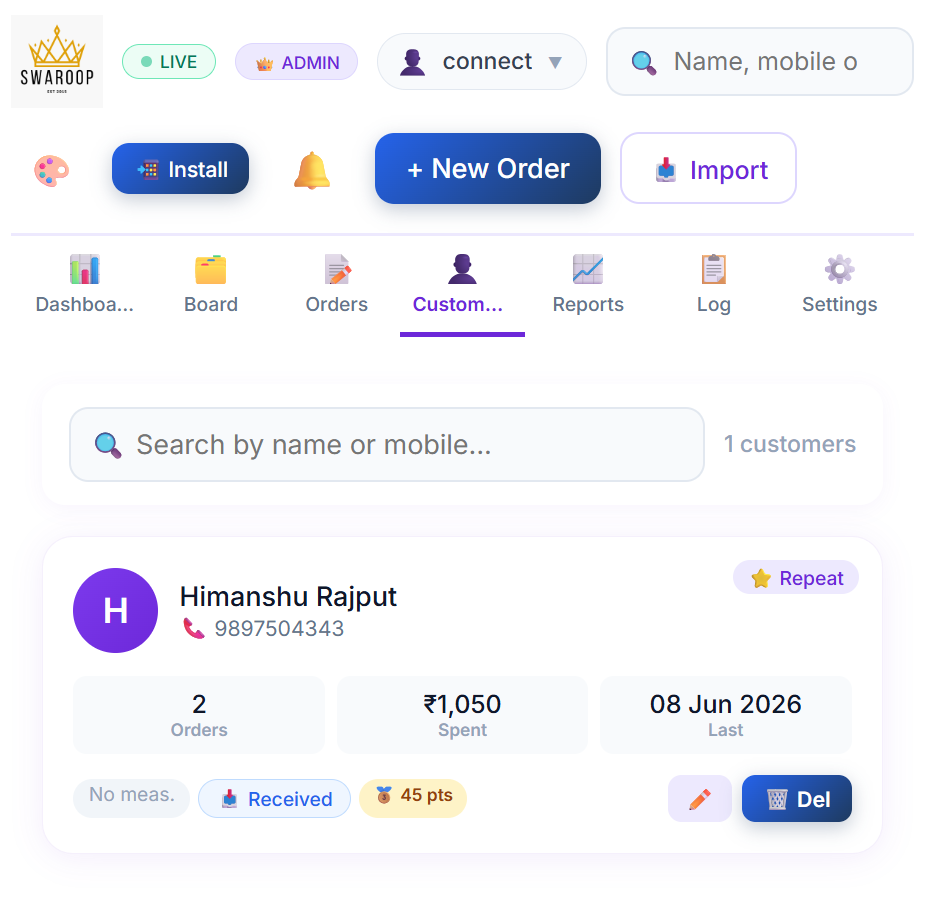 SWAROOP
LIVE
ADMIN
connect ▼
Name, mobile o
Install
+ New Order
Import
Dashboa...
Board
Orders
Custom...
Reports
Log
Settings
Search by name or mobile...
1 customers
H
Himanshu Rajput
9897504343
Repeat
2
Orders
₹1,050
Spent
08 Jun 2026
Last
No meas.
Received
45 pts
Del